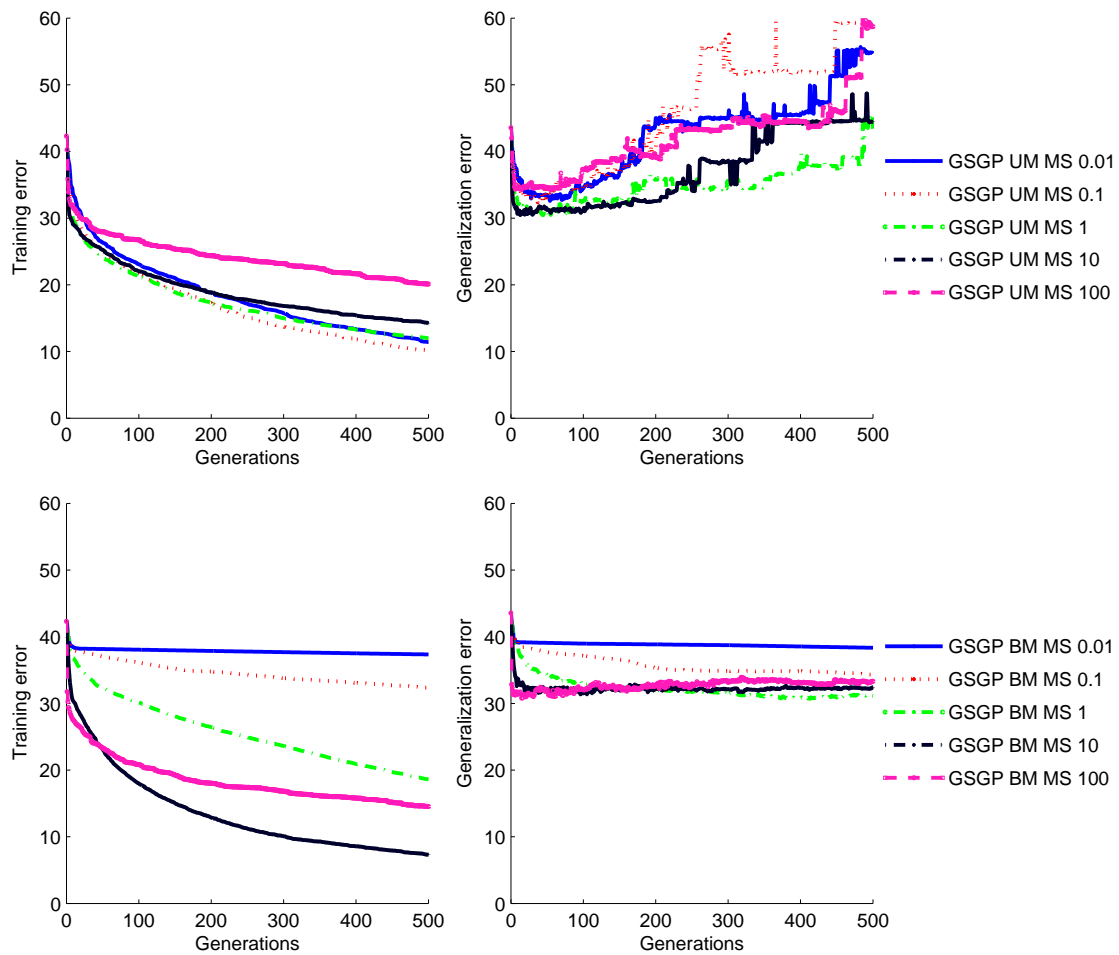 60
50
40
30
20
10
0
Training error
0 100 200 300 400 500
Generations
60
50
40
30
20
10
0
Generalization error
0 100 200 300 400 500
Generations
GSGP UM MS 0.01
GSGP UM MS 0.1
GSGP UM MS 1
GSGP UM MS 10
GSGP UM MS 100
60
50
40
30
20
10
0
Training error
0 100 200 300 400 500
Generations
60
50
40
30
20
10
0
Generalization error
0 100 200 300 400 500
Generations
GSGP BM MS 0.01
GSGP BM MS 0.1
GSGP BM MS 1
GSGP BM MS 10
GSGP BM MS 100